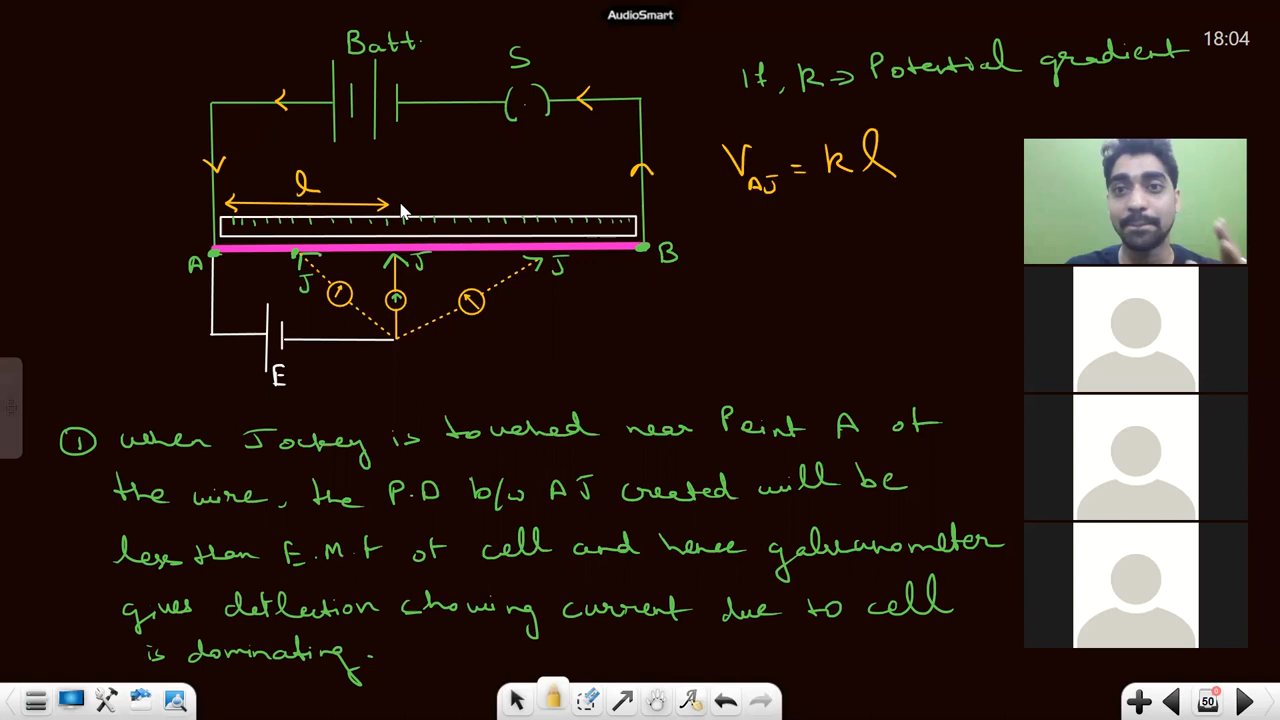 AudioSmart
18:04
Batt.
S
If, k => Potential gradient
V_AJ = k l
l
A
J
J
J
B
E
① when Jockey is touched near Point A of
the wire, the P.D b/w AJ created will be
less than E.M.F of cell and hence galvanometer
gives deflection showing current due to cell
is dominating.
50